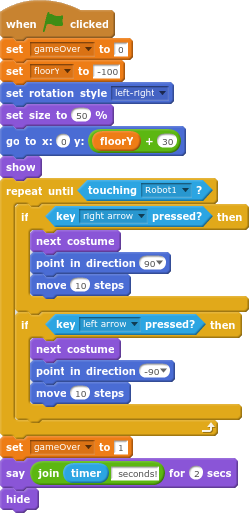 when clicked
set gameOver to 0
set floorY to -100
set rotation style left-right
set size to 50 %
go to x: 0 y: floorY + 30
show
repeat until touching Robot1 ?
if key right arrow pressed? then
next costume
point in direction 90
move 10 steps
if key left arrow pressed? then
next costume
point in direction -90
move 10 steps
set gameOver to 1
say join timer seconds! for 2 secs
hide